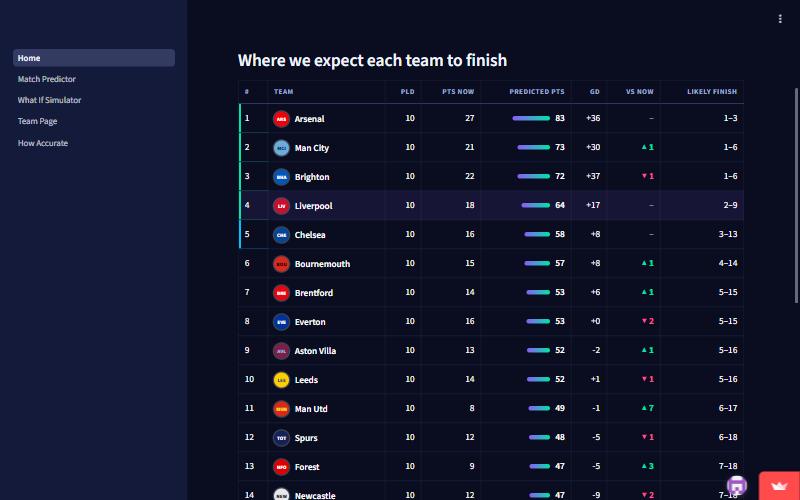 Home
Match Predictor
What If Simulator
Team Page
How Accurate
Where we expect each team to finish
# TEAM PLD PTS NOW PREDICTED PTS GD VS NOW LIKELY FINISH
1 ARS Arsenal 10 27 83 +36 – 1–3
2 MCI Man City 10 21 73 +30 ▲1 1–6
3 BHA Brighton 10 22 72 +37 ▼1 1–6
4 LIV Liverpool 10 18 64 +17 – 2–9
5 CHE Chelsea 10 16 58 +8 – 3–13
6 BOU Bournemouth 10 15 57 +8 ▲1 4–14
7 BRE Brentford 10 14 53 +6 ▲1 5–15
8 EVE Everton 10 16 53 +0 ▼2 5–15
9 AVL Aston Villa 10 13 52 -2 ▲1 5–16
10 LEE Leeds 10 14 52 +1 ▼1 5–16
11 MUN Man Utd 10 8 49 -1 ▲7 6–17
12 TOT Spurs 10 12 48 -5 ▼1 6–18
13 NFO Forest 10 9 47 -5 ▲3 7–18
14 NEW Newcastle 10 12 47 -9 ▼2